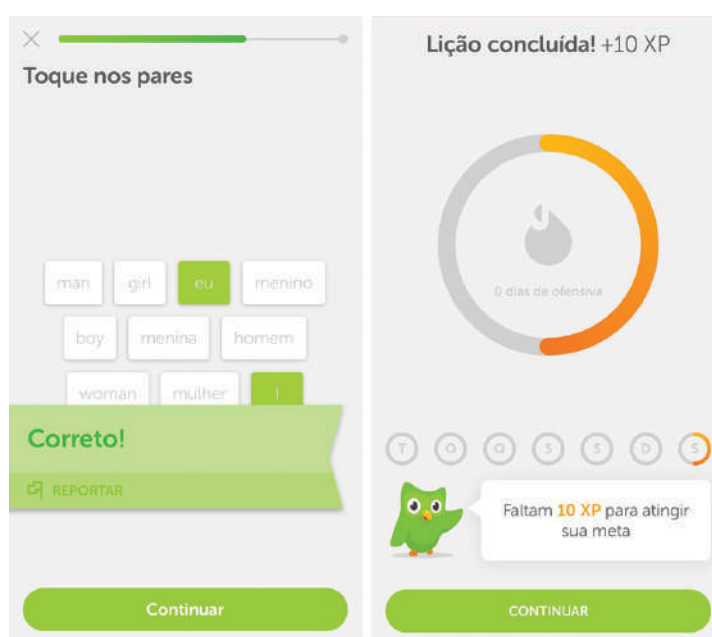 Toque nos pares
man girl eu menino
boy menina homem
woman mulher I
Correto!
REPORTAR
Continuar
Lição concluída! +10 XP
0 dias de ofensiva
T Q Q S S D S
Faltam 10 XP para atingir
sua meta
CONTINUAR